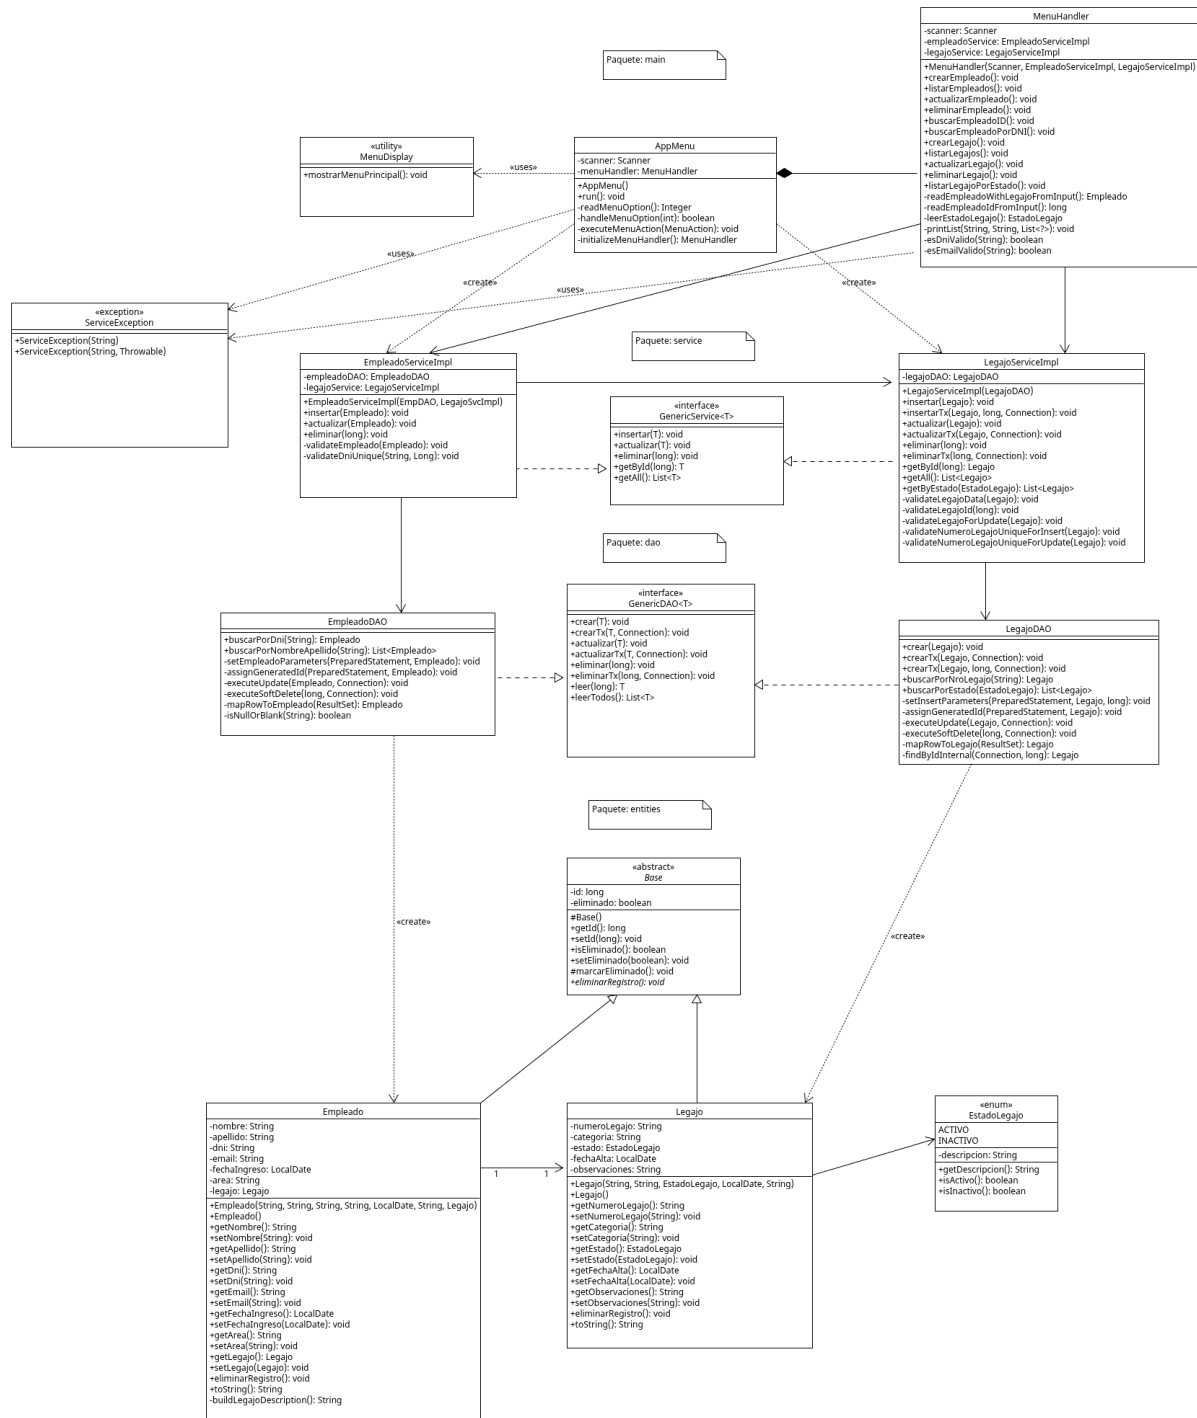 MenuHandler
-scanner: Scanner
-empleadoService: EmpleadoServiceImpl
-legajoService: LegajoServiceImpl
+MenuHandler(Scanner, EmpleadoServiceImpl, LegajoServiceImpl)
+crearEmpleado(): void
+listarEmpleados(): void
+actualizarEmpleado(): void
+eliminarEmpleado(): void
+buscarEmpleadoID(): void
+buscarEmpleadoPorDNI(): void
+crearLegajo(): void
+listarLegajos(): void
+actualizarLegajo(): void
+eliminarLegajo(): void
+listarLegajoPorEstado(): void
-readEmpleadoWithLegajoFromInput(): Empleado
-readEmpleadoIdFromInput(): long
-leerEstadoLegajo(): EstadoLegajo
-printList(String, String, List<?>): void
-esDniValido(String): boolean
-esEmailValido(String): boolean
Paquete: main
«utility»
MenuDisplay
+mostrarMenuPrincipal(): void
«uses»
AppMenu
-scanner: Scanner
-menuHandler: MenuHandler
+AppMenu()
+run(): void
-readMenuOption(): Integer
-handleMenuOption(int): boolean
-executeMenuAction(MenuAction): void
-initializeMenuHandler(): MenuHandler
«uses»
«create»
«uses»
«create»
«exception»
ServiceException
+ServiceException(String)
+ServiceException(String, Throwable)
Paquete: service
EmpleadoServiceImpl
-empleadoDAO: EmpleadoDAO
-legajoService: LegajoServiceImpl
+EmpleadoServiceImpl(EmpDAO, LegajoSvcImpl)
+insertar(Empleado): void
+actualizar(Empleado): void
+eliminar(long): void
-validateEmpleado(Empleado): void
-validateDniUnique(String, Long): void
«interface»
GenericService<T>
+insertar(T): void
+actualizar(T): void
+eliminar(long): void
+getById(long): T
+getAll(): List<T>
LegajoServiceImpl
-legajoDAO: LegajoDAO
+LegajoServiceImpl(LegajoDAO)
+insertar(Legajo): void
+insertarTx(Legajo, long, Connection): void
+actualizar(Legajo): void
+actualizarTx(Legajo, Connection): void
+eliminar(long): void
+eliminarTx(long, Connection): void
+getById(long): Legajo
+getAll(): List<Legajo>
+getByEstado(EstadoLegajo): List<Legajo>
-validateLegajoData(Legajo): void
-validateLegajoId(long): void
-validateLegajoForUpdate(Legajo): void
-validateNumeroLegajoUniqueForInsert(Legajo): void
-validateNumeroLegajoUniqueForUpdate(Legajo): void
Paquete: dao
EmpleadoDAO
+buscarPorDni(String): Empleado
+buscarPorNombreApellido(String): List<Empleado>
-setEmpleadoParameters(PreparedStatement, Empleado): void
-assignGeneratedId(PreparedStatement, Empleado): void
-executeUpdate(Empleado, Connection): void
-executeSoftDelete(long, Connection): void
-mapRowToEmpleado(ResultSet): Empleado
-isNullOrBlank(String): boolean
«interface»
GenericDAO<T>
+crear(T): void
+crearTx(T, Connection): void
+actualizar(T): void
+actualizarTx(T, Connection): void
+eliminar(long): void
+eliminarTx(long, Connection): void
+leer(long): T
+leerTodos(): List<T>
LegajoDAO
+crear(Legajo): void
+crearTx(Legajo, Connection): void
+crearTx(Legajo, long, Connection): void
+buscarPorNroLegajo(String): Legajo
+buscarPorEstado(EstadoLegajo): List<Legajo>
-setInsertParameters(PreparedStatement, Legajo, long): void
-assignGeneratedId(PreparedStatement, Legajo): void
-executeUpdate(Legajo, Connection): void
-executeSoftDelete(long, Connection): void
-mapRowToLegajo(ResultSet): Legajo
-findByIdInternal(Connection, long): Legajo
Paquete: entities
«abstract»
Base
-id: long
-eliminado: boolean
#Base()
+getId(): long
+setId(long): void
+isEliminado(): boolean
+setEliminado(boolean): void
#marcarEliminado(): void
+eliminarRegistro(): void
«create»
«create»
Empleado
-nombre: String
-apellido: String
-dni: String
-email: String
-fechaIngreso: LocalDate
-area: String
-legajo: Legajo
+Empleado(String, String, String, String, LocalDate, String, Legajo)
+Empleado()
+getNombre(): String
+setNombre(String): void
+getApellido(): String
+setApellido(String): void
+getDni(): String
+setDni(String): void
+getEmail(): String
+setEmail(String): void
+getFechaIngreso(): LocalDate
+setFechaIngreso(LocalDate): void
+getArea(): String
+setArea(String): void
+getLegajo(): Legajo
+setLegajo(Legajo): void
+eliminarRegistro(): void
+toString(): String
-buildLegajoDescription(): String
1
1
Legajo
-numeroLegajo: String
-categoria: String
-estado: EstadoLegajo
-fechaAlta: LocalDate
-observaciones: String
+Legajo(String, String, EstadoLegajo, LocalDate, String)
+Legajo()
+getNumeroLegajo(): String
+setNumeroLegajo(String): void
+getCategoria(): String
+setCategoria(String): void
+getEstado(): EstadoLegajo
+setEstado(EstadoLegajo): void
+getFechaAlta(): LocalDate
+setFechaAlta(LocalDate): void
+getObservaciones(): String
+setObservaciones(String): void
+eliminarRegistro(): void
+toString(): String
«enum»
EstadoLegajo
ACTIVO
INACTIVO
-descripcion: String
+getDescripcion(): String
+isActivo(): boolean
+isInactivo(): boolean